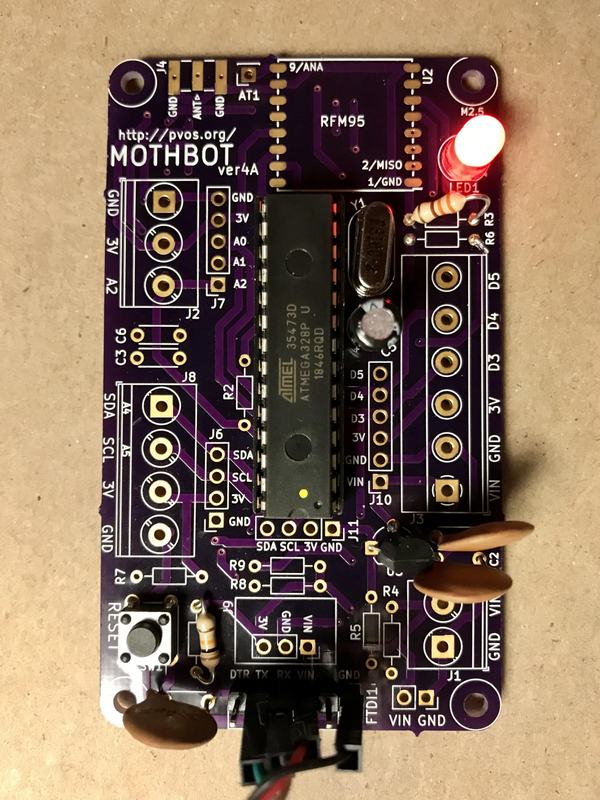 J4
GND
ANT>
GND
AT1
9/ANA
U2
RFM95
M2.5
http://pvos.org/
MOTHBOT
ver4A
2/MISO
1/GND
LED1
GND
3V
A2
GND
3V
A0
A1
A2
J2
J7
Y1
R3
R6
C6
C3
ATMEL 35473D
ATMEGA328P U
1846RQD
D5
D4
D3
3V
GND
VIN
J3
J8
SDA
SCL
3V
GND
A4
A5
R2
J6
SDA
SCL
3V
GND
D5
D4
D3
3V
GND
VIN
J10
J11
SDA SCL 3V GND
C2
R9
R8
R4
R5
RESET
SW1
3V
GND
VIN
VIN
GND
J1
DTR TX RX VIN GND
FTDI1
VIN GND